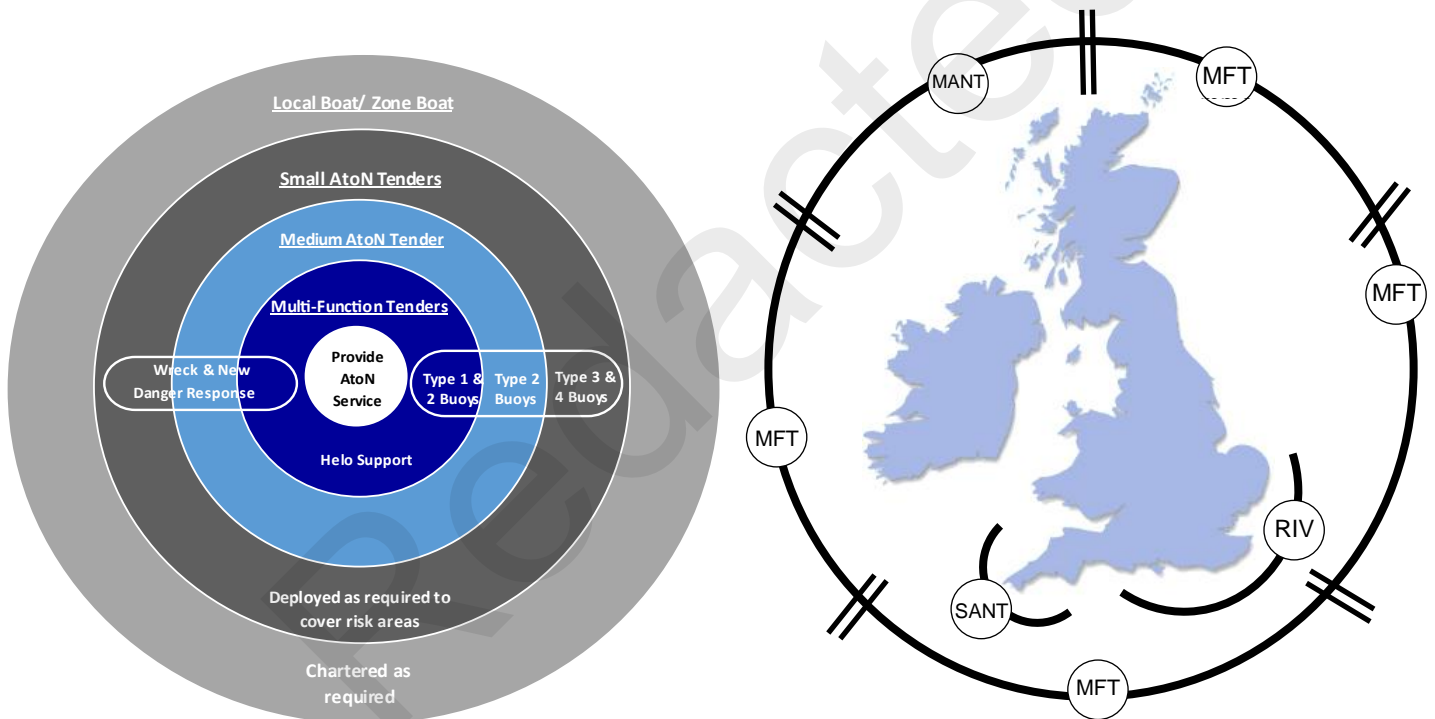 Local Boat/ Zone Boat
Small AtoN Tenders
Medium AtoN Tender
Multi-Function Tenders
Provide
AtoN
Service
Wreck & New
Danger Response
Type 1 &
2 Buoys
Type 2
Buoys
Type 3 &
4 Buoys
Helo Support
Deployed as required to
cover risk areas
Chartered as
required
MANT
MFT
MFT
MFT
RIV
SANT
MFT
Redacted